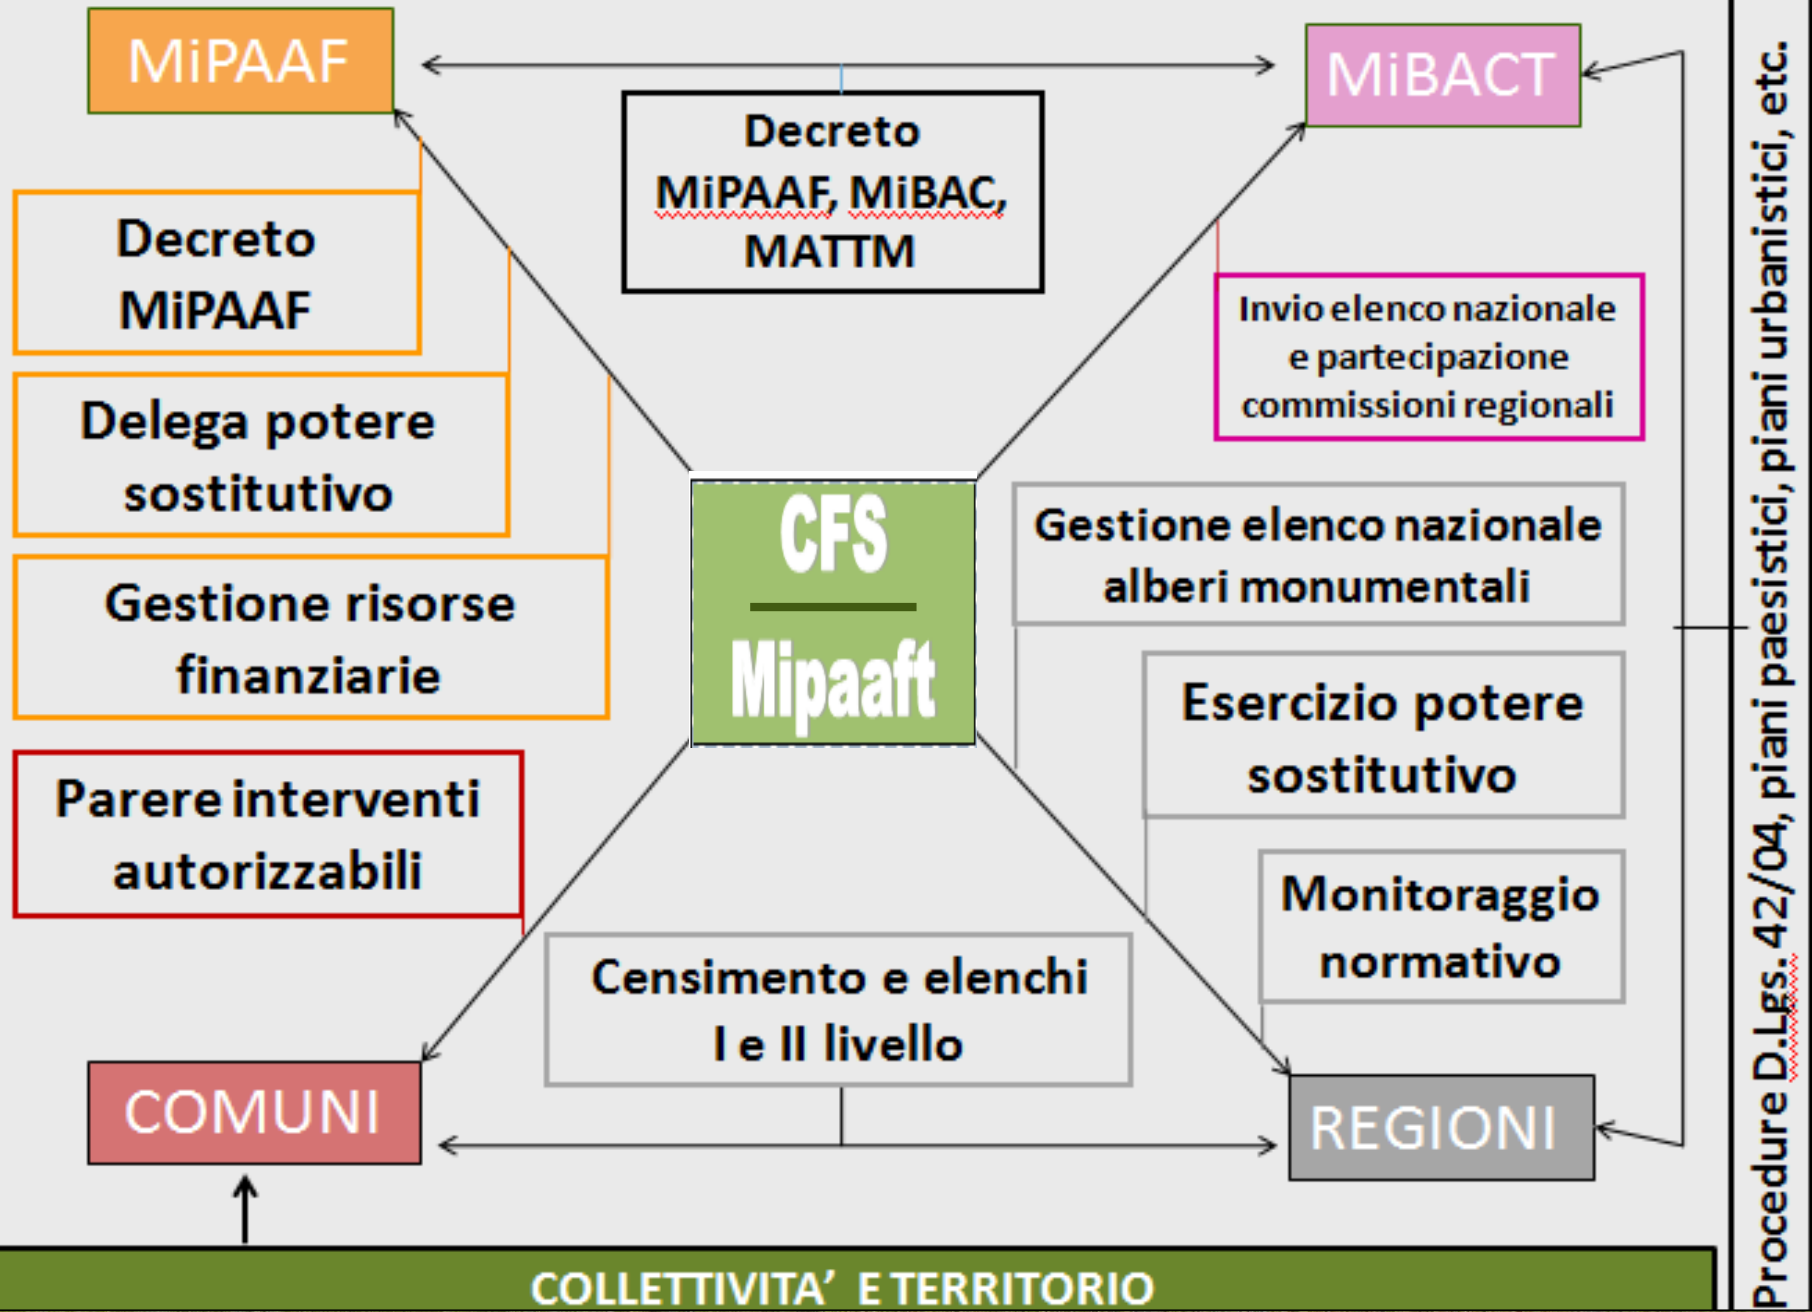 MiPAAF
MiBACT
Decreto
MiPAAF, MiBAC,
MATTM
Decreto
MiPAAF
Invio elenco nazionale
e partecipazione
commissioni regionali
Delega potere
sostitutivo
CFS
Mipaaft
Gestione elenco nazionale
alberi monumentali
Gestione risorse
finanziarie
Esercizio potere
sostitutivo
Parere interventi
autorizzabili
Monitoraggio
normativo
Censimento e elenchi
I e II livello
COMUNI
REGIONI
COLLETTIVITA’ E TERRITORIO
Procedure D.Lgs. 42/04, piani paesistici, piani urbanistici, etc.